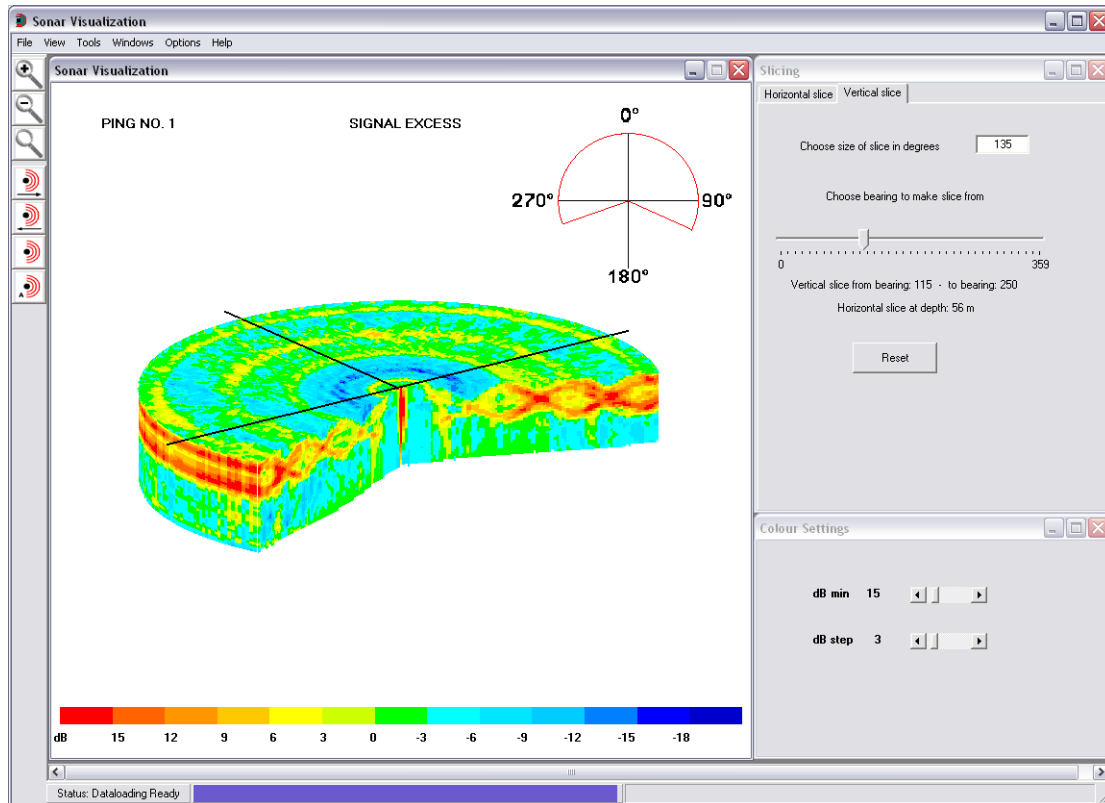 Sonar Visualization
File View Tools Windows Options Help
Sonar Visualization
PING NO. 1
SIGNAL EXCESS
0°
270°
90°
180°
dB 15 12 9 6 3 0 -3 -6 -9 -12 -15 -18
Slicing
Horizontal slice Vertical slice
Choose size of slice in degrees 135
Choose bearing to make slice from
0 359
Vertical slice from bearing: 115 - to bearing: 250
Horizontal slice at depth: 56 m
Reset
Colour Settings
dB min 15
dB step 3
A
Status: Dataloading Ready